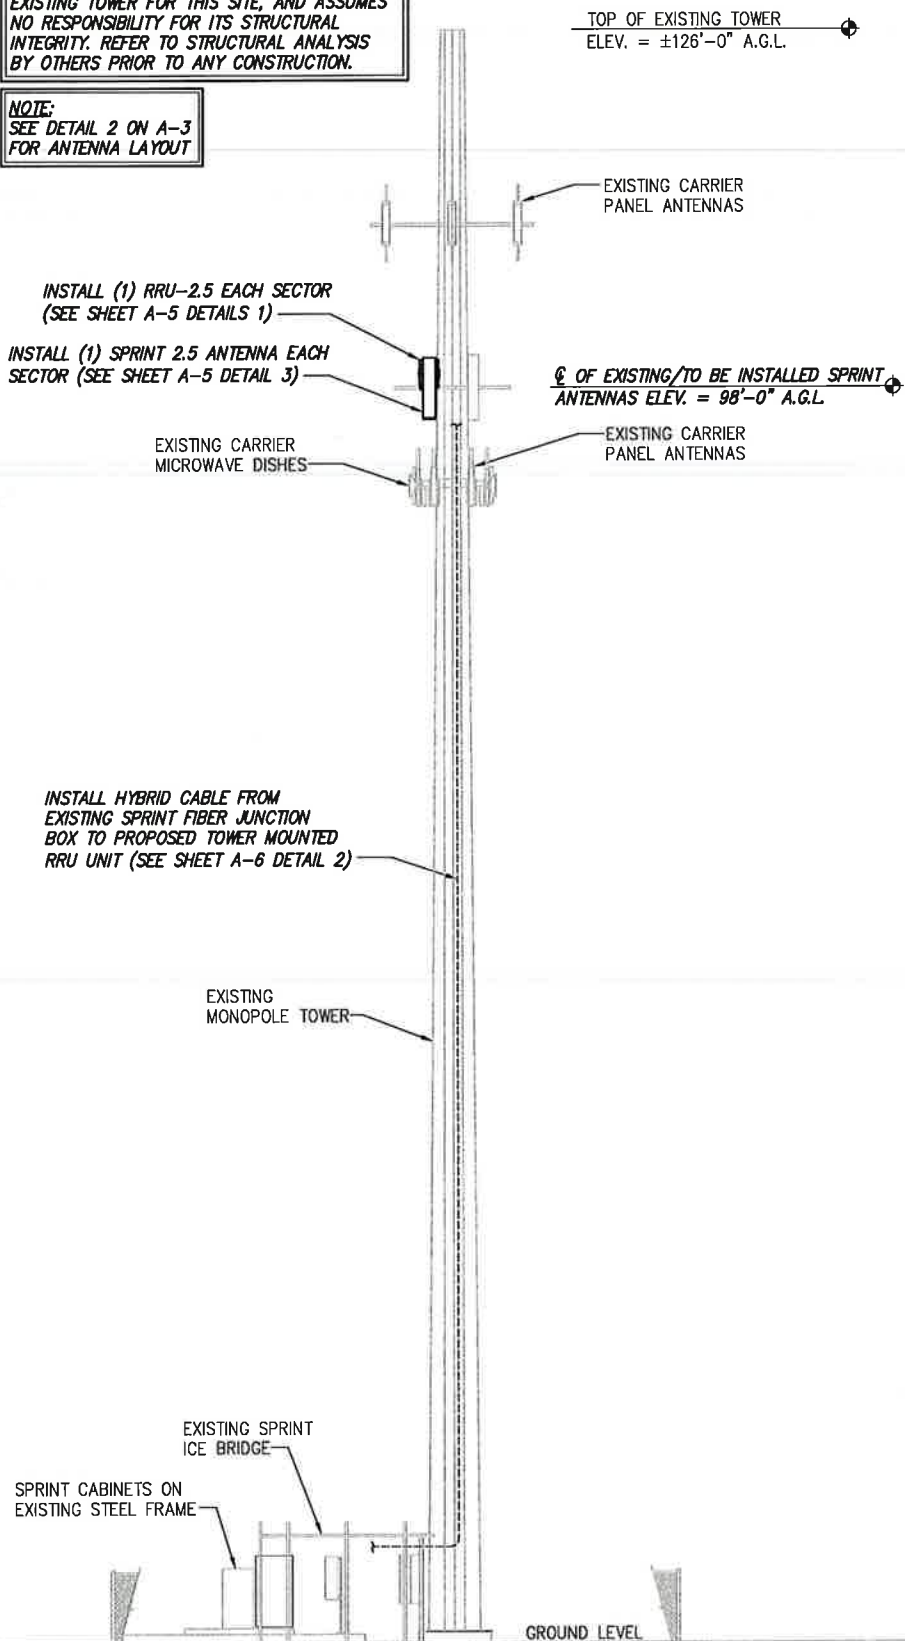 EXISTING TOWER FOR THIS SITE, AND ASSUMES
NO RESPONSIBILITY FOR ITS STRUCTURAL
INTEGRITY. REFER TO STRUCTURAL ANALYSIS
BY OTHERS PRIOR TO ANY CONSTRUCTION.
TOP OF EXISTING TOWER
ELEV. = ±126'-0" A.G.L.
NOTE:
SEE DETAIL 2 ON A-3
FOR ANTENNA LAYOUT
EXISTING CARRIER
PANEL ANTENNAS
INSTALL (1) RRU-2.5 EACH SECTOR
(SEE SHEET A-5 DETAILS 1)
INSTALL (1) SPRINT 2.5 ANTENNA EACH
SECTOR (SEE SHEET A-5 DETAIL 3)
℄ OF EXISTING/TO BE INSTALLED SPRINT
ANTENNAS ELEV. = 98'-0" A.G.L.
EXISTING CARRIER
MICROWAVE DISHES
EXISTING CARRIER
PANEL ANTENNAS
INSTALL HYBRID CABLE FROM
EXISTING SPRINT FIBER JUNCTION
BOX TO PROPOSED TOWER MOUNTED
RRU UNIT (SEE SHEET A-6 DETAIL 2)
EXISTING
MONOPOLE TOWER
EXISTING SPRINT
ICE BRIDGE
SPRINT CABINETS ON
EXISTING STEEL FRAME
GROUND LEVEL